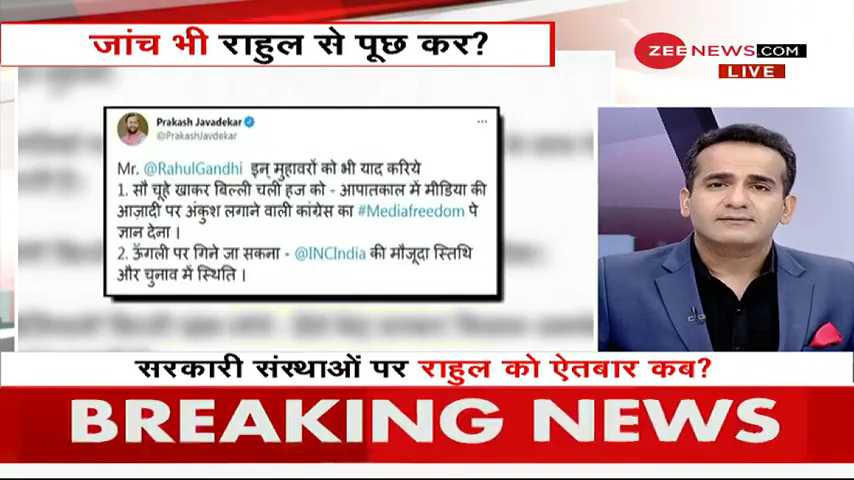 जांच भी राहुल से पूछ कर?
ZEENEWS.COM
LIVE
Prakash Javadekar
@PrakashJavdekar
Mr. @RahulGandhi इन् मुहावरों को भी याद करिये
1. सौ चूहे खाकर बिल्ली चली हज को - आपातकाल में मीडिया की
आज़ादी पर अंकुश लगाने वाली कांग्रेस का #Mediafreedom पे
ज्ञान देना ।
2. ऊँगली पर गिने जा सकना - @INCIndia की मौजूदा स्तिथि
और चुनाव में स्थिति ।
सरकारी संस्थाओं पर राहुल को ऐतबार कब?
BREAKING NEWS